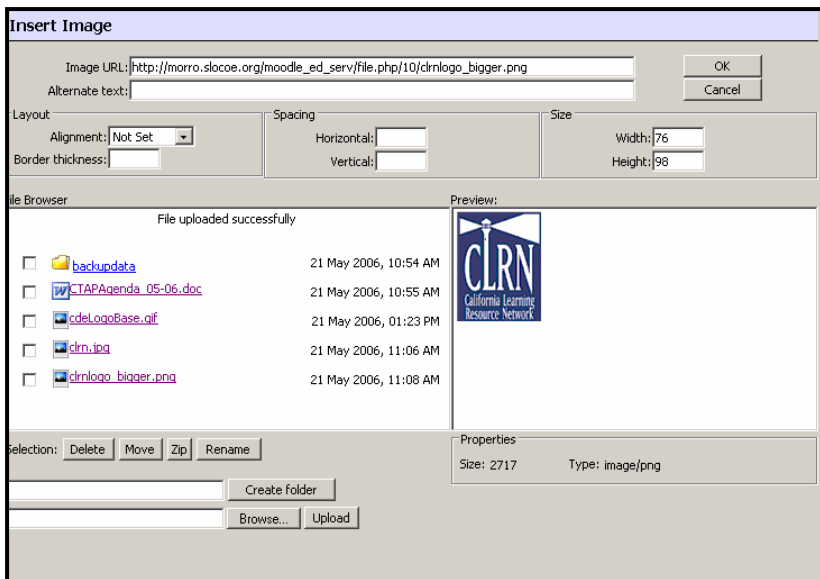 Insert Image
Image URL: http://morro.slocoe.org/moodle_ed_serv/file.php/10/clrnlogo_bigger.png OK
Alternate text: Cancel
Layout Spacing Size
Alignment: Not Set Horizontal: Width: 76
Border thickness: Vertical: Height: 98
ile Browser Preview:
File uploaded successfully
backupdata 21 May 2006, 10:54 AM
CTAPAgenda_05-06.doc 21 May 2006, 10:55 AM
cdeLogoBase.gif 21 May 2006, 01:23 PM
clrn.jpg 21 May 2006, 11:06 AM
clrnlogo_bigger.png 21 May 2006, 11:08 AM
CLRN
California Learning
Resource Network
Selection: Delete Move Zip Rename
Properties
Size: 2717 Type: image/png
Create folder
Browse... Upload